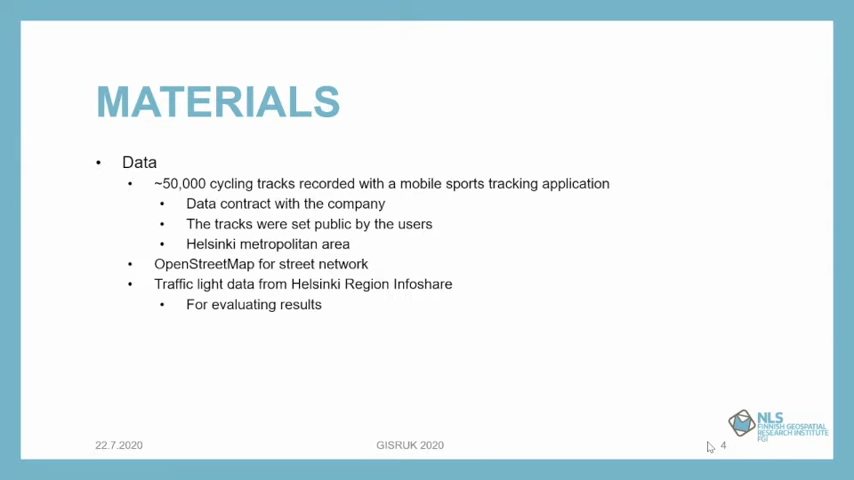 MATERIALS
• Data
• ~50,000 cycling tracks recorded with a mobile sports tracking application
• Data contract with the company
• The tracks were set public by the users
• Helsinki metropolitan area
• OpenStreetMap for street network
• Traffic light data from Helsinki Region Infoshare
• For evaluating results
NLS
FINNISH GEOSPATIAL
RESEARCH INSTITUTE
FGI
22.7.2020
GISRUK 2020
4